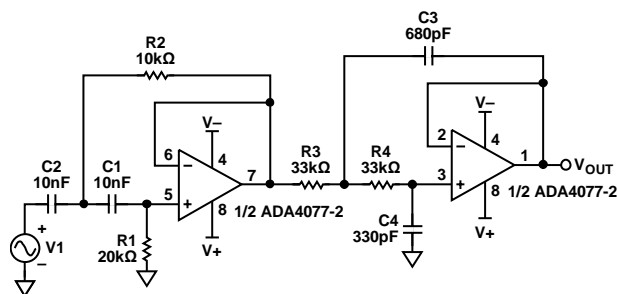 C3
680pF
R2
10kΩ
V–
V–
6
4
2
4
C2
10nF
C1
10nF
7
R3
33kΩ
R4
33kΩ
1
VOUT
5
3
8
1/2 ADA4077-2
8
1/2 ADA4077-2
+
V1
–
R1
20kΩ
V+
C4
330pF
V+